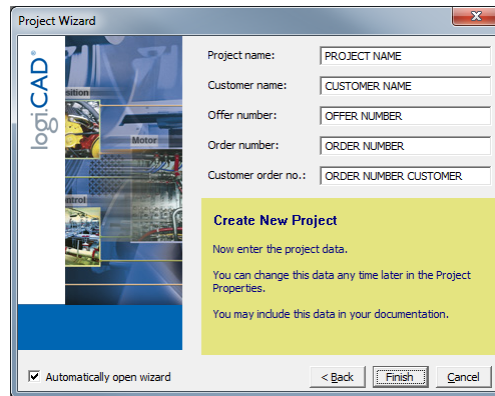 Project Wizard
logi.CAD
sition
Motor
ntrol
Project name: PROJECT NAME
Customer name: CUSTOMER NAME
Offer number: OFFER NUMBER
Order number: ORDER NUMBER
Customer order no.: ORDER NUMBER CUSTOMER
Create New Project
Now enter the project data.
You can change this data any time later in the Project
Properties.
You may include this data in your documentation.
Automatically open wizard
< Back Finish Cancel